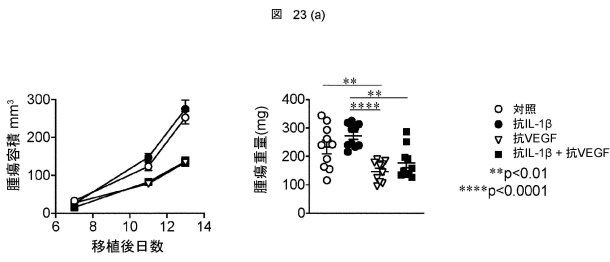 図 23 (a)
腫瘍容積 mm³
300
200
100
0
6
8
10
12
14
移植後日数
腫瘍重量(mg)
400
300
200
100
0
**
**
****
対照
抗IL-1β
抗VEGF
抗IL-1β + 抗VEGF
**p<0.01
****p<0.0001